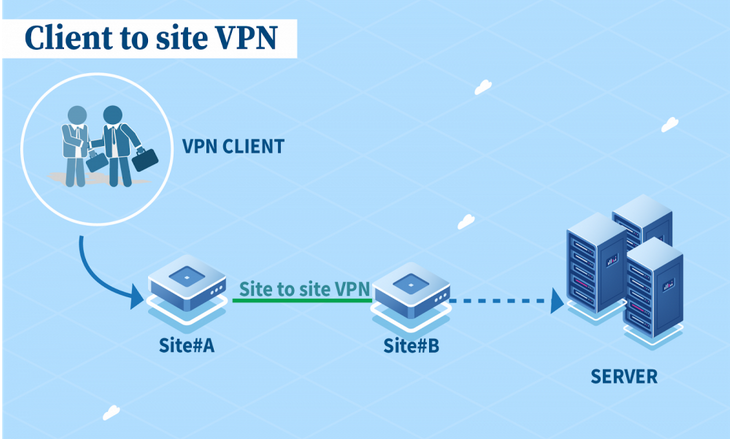 Client to site VPN
VPN CLIENT
Site to site VPN
Site#A
Site#B
SERVER